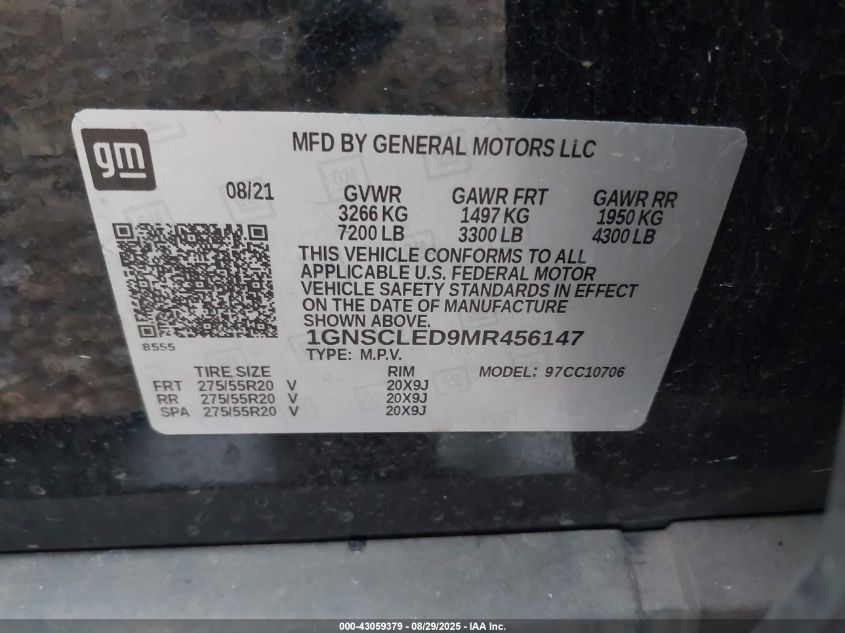 gm
MFD BY GENERAL MOTORS LLC
08/21 GVWR GAWR FRT GAWR RR
3266 KG 1497 KG 1950 KG
7200 LB 3300 LB 4300 LB
THIS VEHICLE CONFORMS TO ALL
APPLICABLE U.S. FEDERAL MOTOR
VEHICLE SAFETY STANDARDS IN EFFECT
ON THE DATE OF MANUFACTURE
SHOWN ABOVE.
8555
1GNSCLED9MR456147
TYPE: M.P.V.
TIRE SIZE RIM MODEL: 97CC10706
FRT 275/55R20 V 20X9J
RR 275/55R20 V 20X9J
SPA 275/55R20 V 20X9J
000-43059379 - 08/29/2025 - IAA Inc.